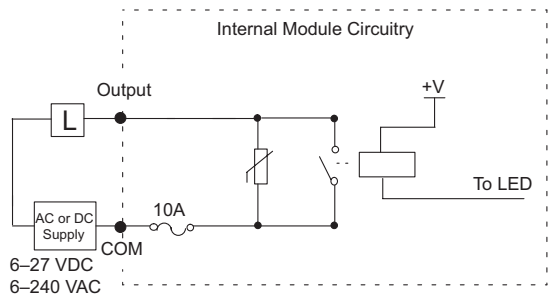 Internal Module Circuitry
+V
Output
L
To LED
10A
AC or DC
Supply
COM
6–27 VDC
6–240 VAC